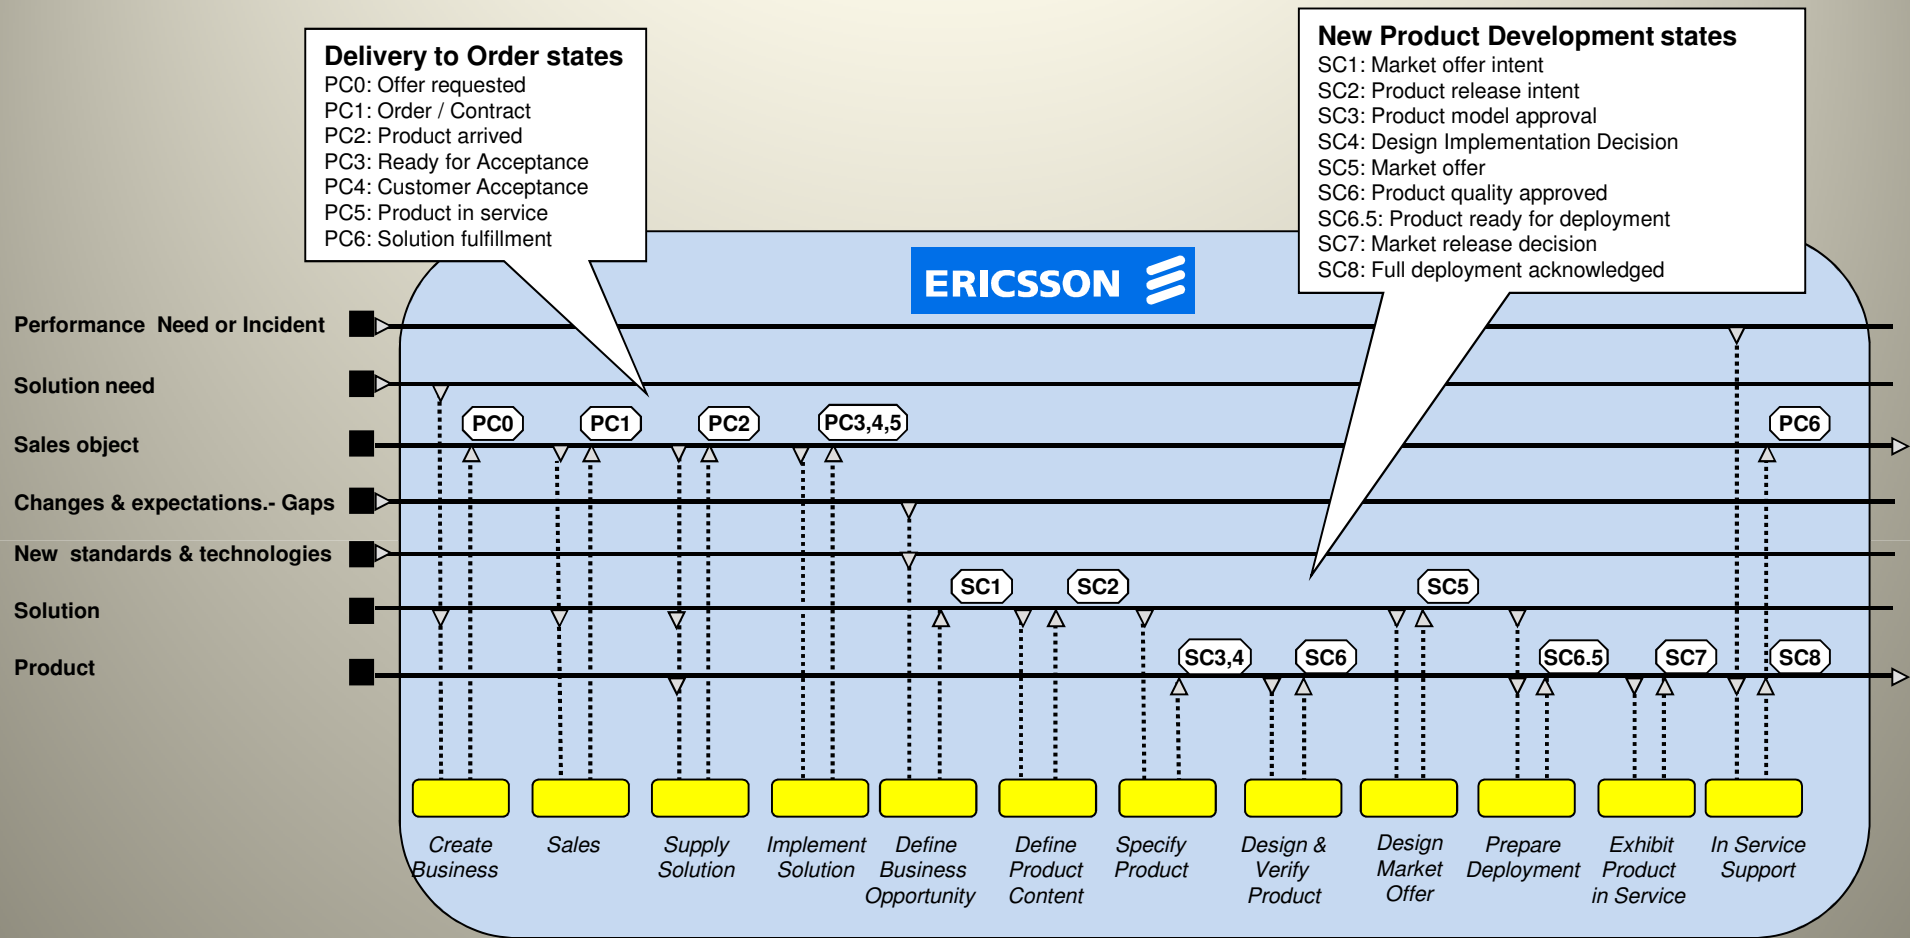 Delivery to Order states
PC0: Offer requested
PC1: Order / Contract
PC2: Product arrived
PC3: Ready for Acceptance
PC4: Customer Acceptance
PC5: Product in service
PC6: Solution fulfillment
New Product Development states
SC1: Market offer intent
SC2: Product release intent
SC3: Product model approval
SC4: Design Implementation Decision
SC5: Market offer
SC6: Product quality approved
SC6.5: Product ready for deployment
SC7: Market release decision
SC8: Full deployment acknowledged
ERICSSON
Performance  Need or Incident
Solution need
PC0
PC1
PC2
PC3,4,5
PC6
Sales object
Changes & expectations.- Gaps
New  standards & technologies
SC1
SC2
SC5
Solution
SC3,4
SC6
SC6.5
SC7
SC8
Product
Create
Business
Sales
Supply
Solution
Implement
Solution
Define
Business
Opportunity
Define
Product
Content
Specify
Product
Design &
Verify
Product
Design
Market
Offer
Prepare
Deployment
Exhibit
Product
in Service
In Service
Support